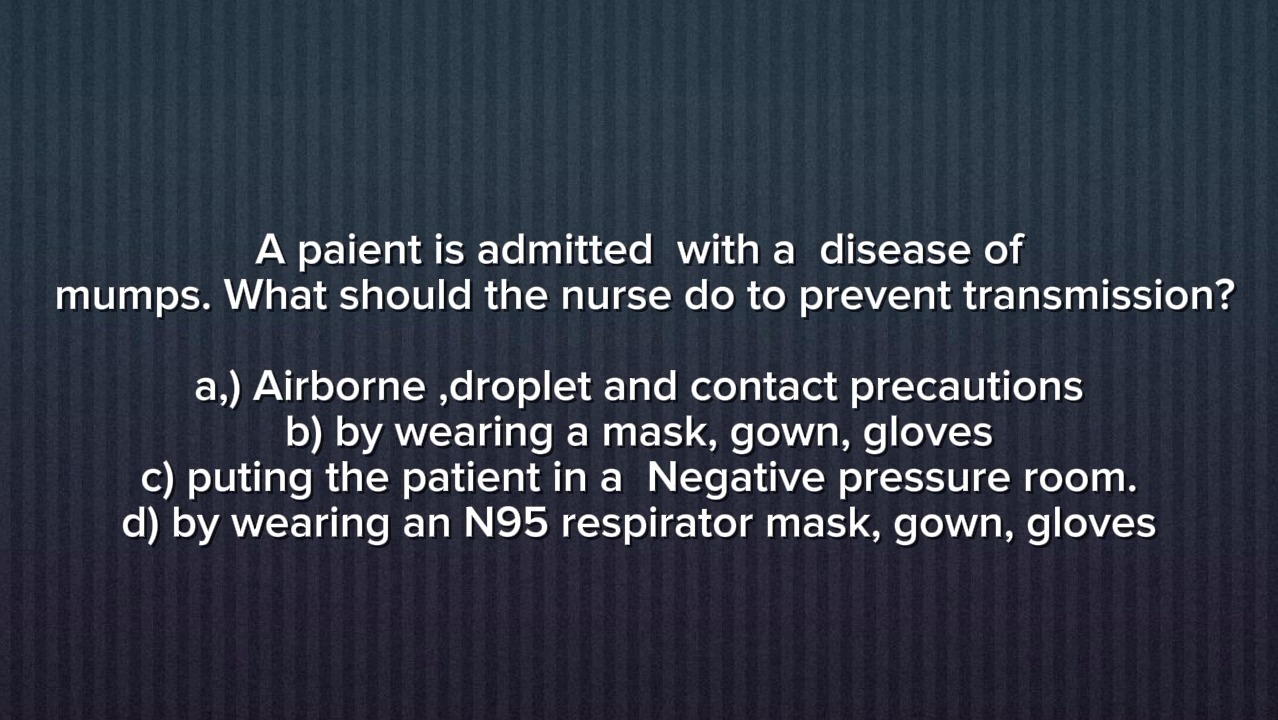 A paient is admitted  with a  disease of
mumps. What should the nurse do to prevent transmission?
a,) Airborne ,droplet and contact precautions
b) by wearing a mask, gown, gloves
c) puting the patient in a  Negative pressure room.
d) by wearing an N95 respirator mask, gown, gloves